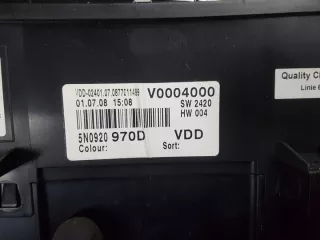 VDD-02401.07.0877011499
V0004000
01.07.08 15:08
SW 2420
HW 004
5N0920 970D VDD
Colour:
Sort:
Quality
Linie